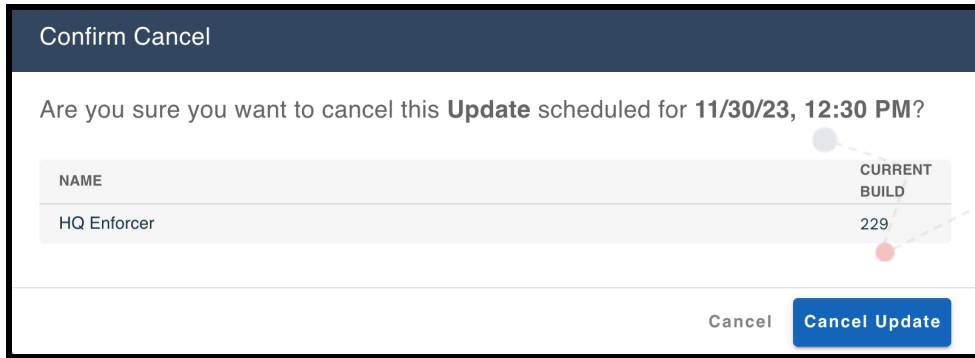 Confirm Cancel
Are you sure you want to cancel this Update scheduled for 11/30/23, 12:30 PM?
NAME
CURRENT
BUILD
HQ Enforcer
229
Cancel
Cancel Update